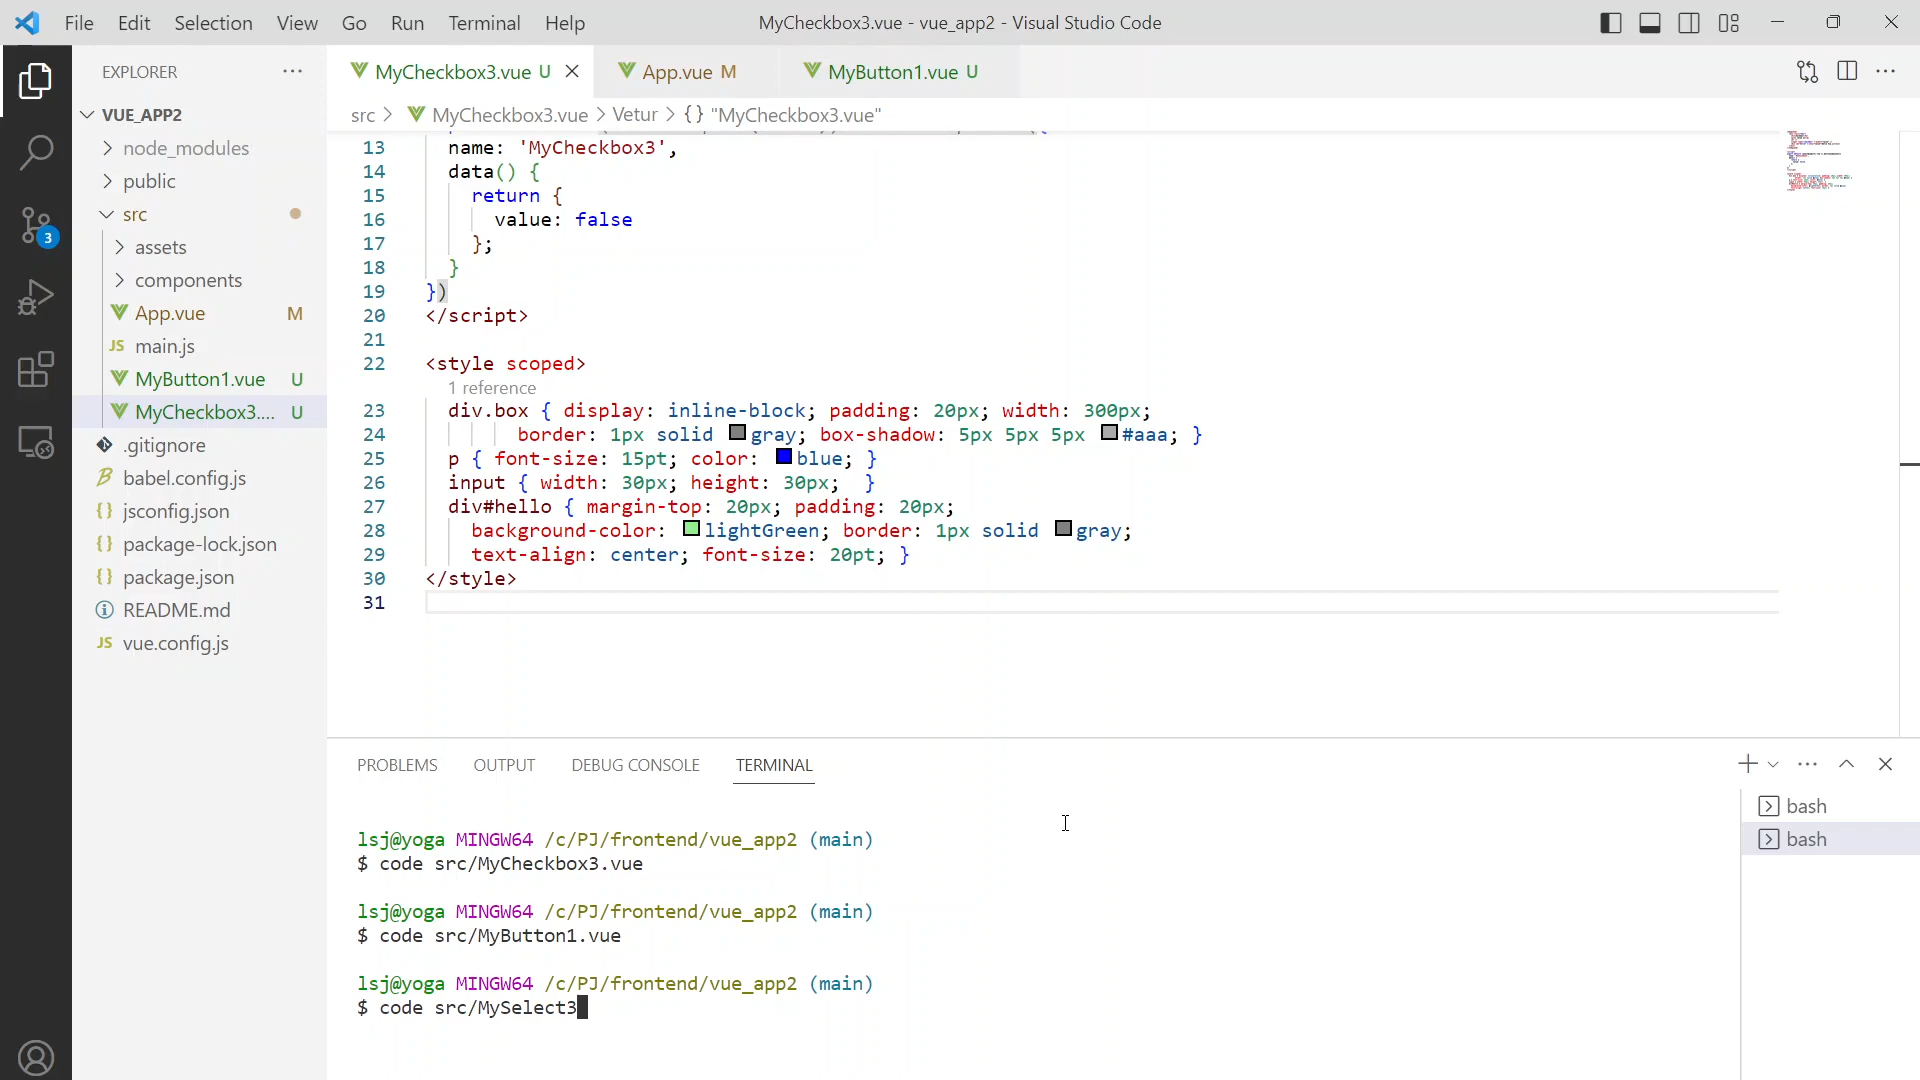 File Edit Selection View Go Run Terminal Help
MyCheckbox3.vue - vue_app2 - Visual Studio Code
EXPLORER
VUE_APP2
node_modules
public
src
assets
components
App.vue M
main.js
MyButton1.vue U
MyCheckbox3.... U
.gitignore
babel.config.js
jsconfig.json
package-lock.json
package.json
README.md
vue.config.js
3
MyCheckbox3.vue U
App.vue M
MyButton1.vue U
src > MyCheckbox3.vue > Vetur > {} "MyCheckbox3.vue"
13 name: 'MyCheckbox3',
14 data() {
15 return {
16 value: false
17 };
18 }
19 })
20 </script>
21
22 <style scoped>
1 reference
23 div.box { display: inline-block; padding: 20px; width: 300px;
24 border: 1px solid gray; box-shadow: 5px 5px 5px #aaa; }
25 p { font-size: 15pt; color: blue; }
26 input { width: 30px; height: 30px; }
27 div#hello { margin-top: 20px; padding: 20px;
28 background-color: lightGreen; border: 1px solid gray;
29 text-align: center; font-size: 20pt; }
30 </style>
31
PROBLEMS OUTPUT DEBUG CONSOLE TERMINAL
lsj@yoga MINGW64 /c/PJ/frontend/vue_app2 (main)
$ code src/MyCheckbox3.vue
lsj@yoga MINGW64 /c/PJ/frontend/vue_app2 (main)
$ code src/MyButton1.vue
lsj@yoga MINGW64 /c/PJ/frontend/vue_app2 (main)
$ code src/MySelect3
bash
bash